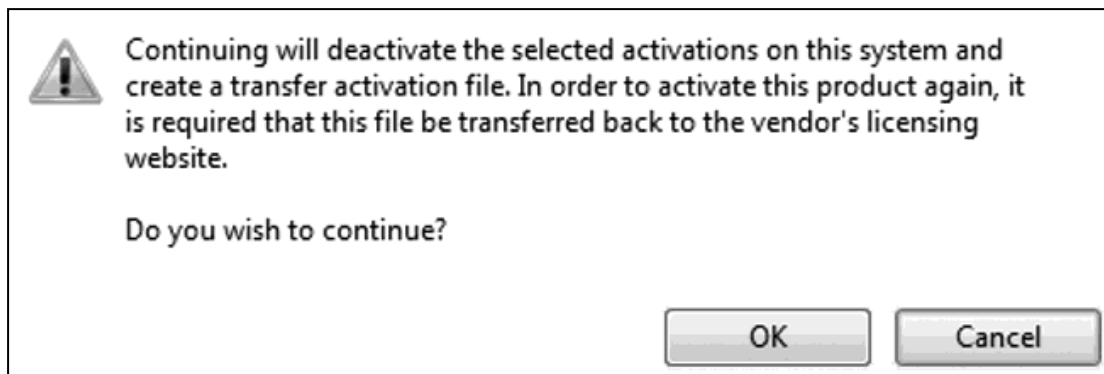 Continuing will deactivate the selected activations on this system and
create a transfer activation file. In order to activate this product again, it
is required that this file be transferred back to the vendor's licensing
website.
Do you wish to continue?
OK
Cancel